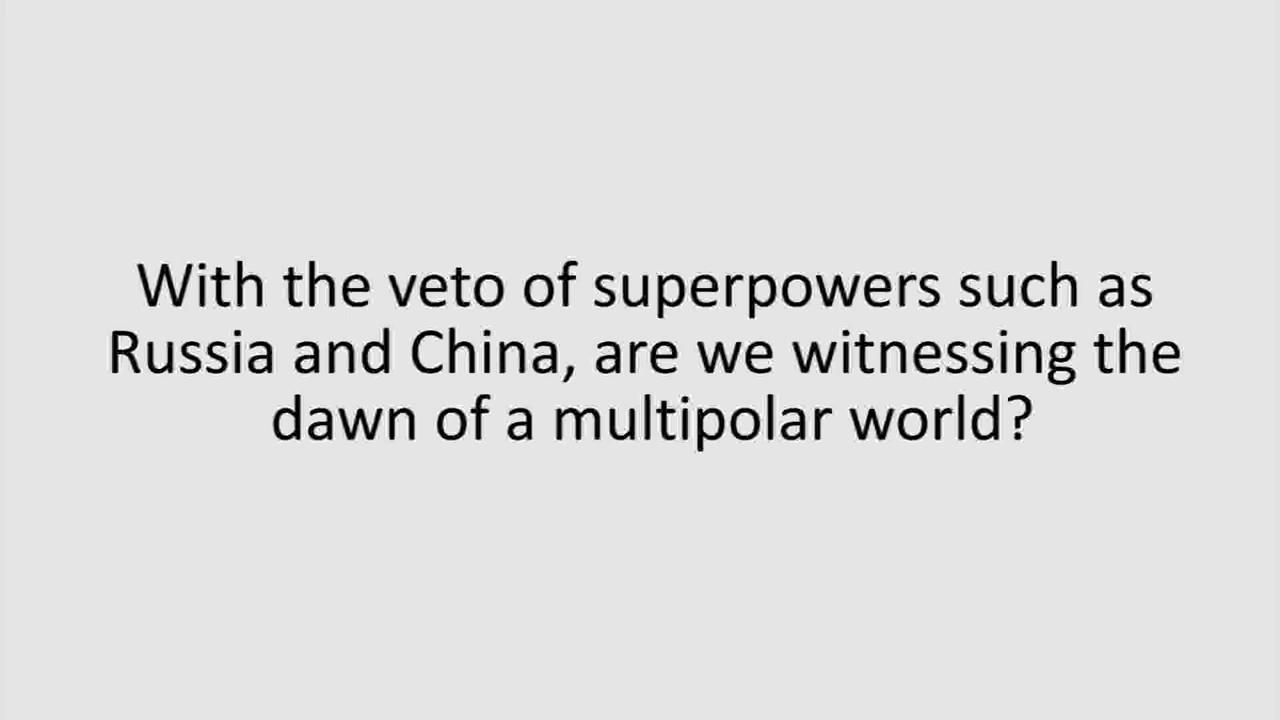 With the veto of superpowers such as
Russia and China, are we witnessing the
dawn of a multipolar world?